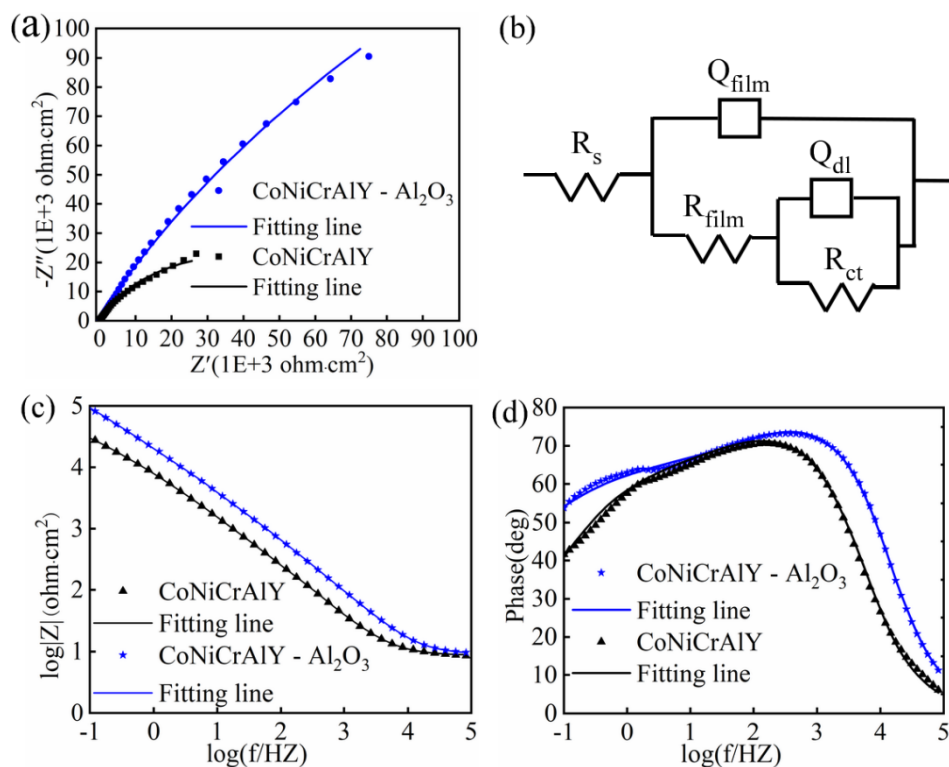 (a)
-Z″(1E+3 ohm·cm²)
100
90
80
70
60
50
40
30
20
10
0
CoNiCrAlY - Al₂O₃
Fitting line
CoNiCrAlY
Fitting line
0 10 20 30 40 50 60 70 80 90 100
Z′(1E+3 ohm·cm²)
(b)
Q_film
R_s
Q_dl
R_film
R_ct
(c)
log|Z|(ohm·cm²)
5
4
3
2
1
0
CoNiCrAlY
Fitting line
CoNiCrAlY - Al₂O₃
Fitting line
-1 0 1 2 3 4 5
log(f/HZ)
(d)
Phase(deg)
80
70
60
50
40
30
20
10
0
CoNiCrAlY - Al₂O₃
Fitting line
CoNiCrAlY
Fitting line
-1 0 1 2 3 4 5
log(f/HZ)